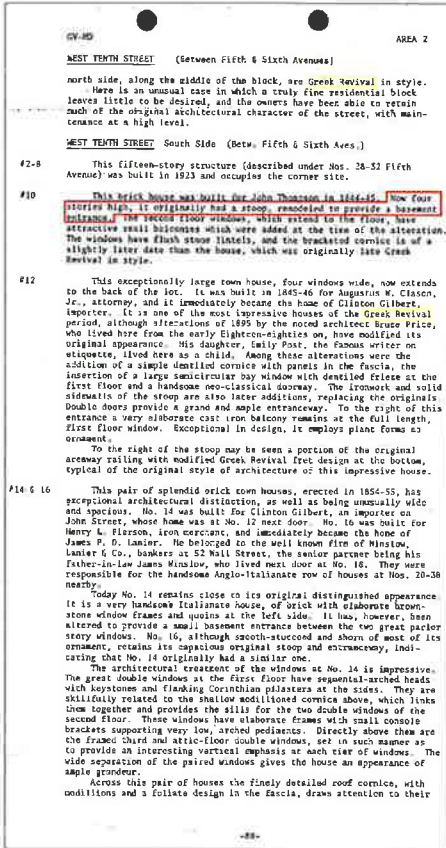 GV-HD AREA 2
WEST TENTH STREET (Between Fifth & Sixth Avenues)
north side, along the middle of the block, are Greek Revival in style.
Here is an unusual case in which a truly fine residential block
leaves little to be desired, and the owners have been able to retain
much of the original architectural character of the street, with main-
tenance at a high level.
WEST TENTH STREET South Side (Betw. Fifth & Sixth Aves.)
#2-8 This fifteen-story structure (described under Nos. 28-32 Fifth
Avenue) was built in 1923 and occupies the corner site.
#10 This brick house was built for John Thompson in 1844-45. Now four
stories high, it originally had a stoop, remodeled to provide a basement
entrance. The second floor windows, which extend to the floor, have
attractive small balconies which were added at the time of the alteration.
The windows have flush stone lintels, and the bracketed cornice is of a
slightly later date than the house, which was originally late Greek
Revival in style.
#12 This exceptionally large town house, four windows wide, now extends
to the back of the lot. It was built in 1845-46 for Augustus W. Clason,
Jr., attorney, and it immediately became the home of Clinton Gilbert,
importer. It is one of the most impressive houses of the Greek Revival
period, although alterations of 1895 by the noted architect Bruce Price,
who lived here from the early Eighteen-eighties on, have modified its
original appearance. His daughter, Emily Post, the famous writer on
etiquette, lived here as a child. Among these alterations were the
addition of a simple dentiled cornice with panels in the fascia, the
insertion of a large semicircular bay window with dentiled frieze at the
first floor and a handsome neo-classical doorway. The ironwork and solid
sidewalls of the stoop are also later additions, replacing the originals.
Double doors provide a grand and ample entranceway. To the right of this
entrance a very elaborate cast iron balcony remains at the full length,
first floor window. Exceptional in design, it employs plant forms as
ornament.
To the right of the stoop may be seen a portion of the original
areaway railing with modified Greek Revival fret design at the bottom,
typical of the original style of architecture of this impressive house.
#14 & 16 This pair of splendid brick town houses, erected in 1854-55, has
exceptional architectural distinction, as well as being unusually wide
and spacious. No. 14 was built for Clinton Gilbert, an importer on
John Street, whose home was at No. 12 next door. No. 16 was built for
Henry L. Pierson, iron merchant, and immediately became the home of
James F. D. Lanier. He belonged to the well known firm of Winslow,
Lanier & Co., bankers at 52 Wall Street, the senior partner being his
father-in-law James Winslow, who lived next door at No. 18. They were
responsible for the handsome Anglo-Italianate row of houses at Nos. 20-38
nearby.
Today No. 14 remains close to its original distinguished appearance.
It is a very handsome Italianate house, of brick with elaborate brown-
stone window frames and quoins at the left side. It has, however, been
altered to provide a small basement entrance between the two great parlor
story windows. No. 16, although smooth-stuccoed and shorn of most of its
ornament, retains its capacious original stoop and entranceway, indi-
cating that No. 14 originally had a similar one.
The architectural treatment of the windows at No. 14 is impressive.
The great double windows at the first floor have segmental-arched heads
with keystones and flanking Corinthian pilasters at the sides. They are
skillfully related to the shallow modillioned cornice above, which links
them together and provides the sills for the two double windows of the
second floor. These windows have elaborate frames with small console
brackets supporting very low, arched pediments. Directly above them are
the framed third and attic-floor double windows, set in such manner as
to provide an interesting vertical emphasis at each tier of windows. The
wide separation of the paired windows gives the house an appearance of
ample grandeur.
Across this pair of houses the finely detailed roof cornice, with
modillions and a foliate design in the fascia, draws attention to their
-88-